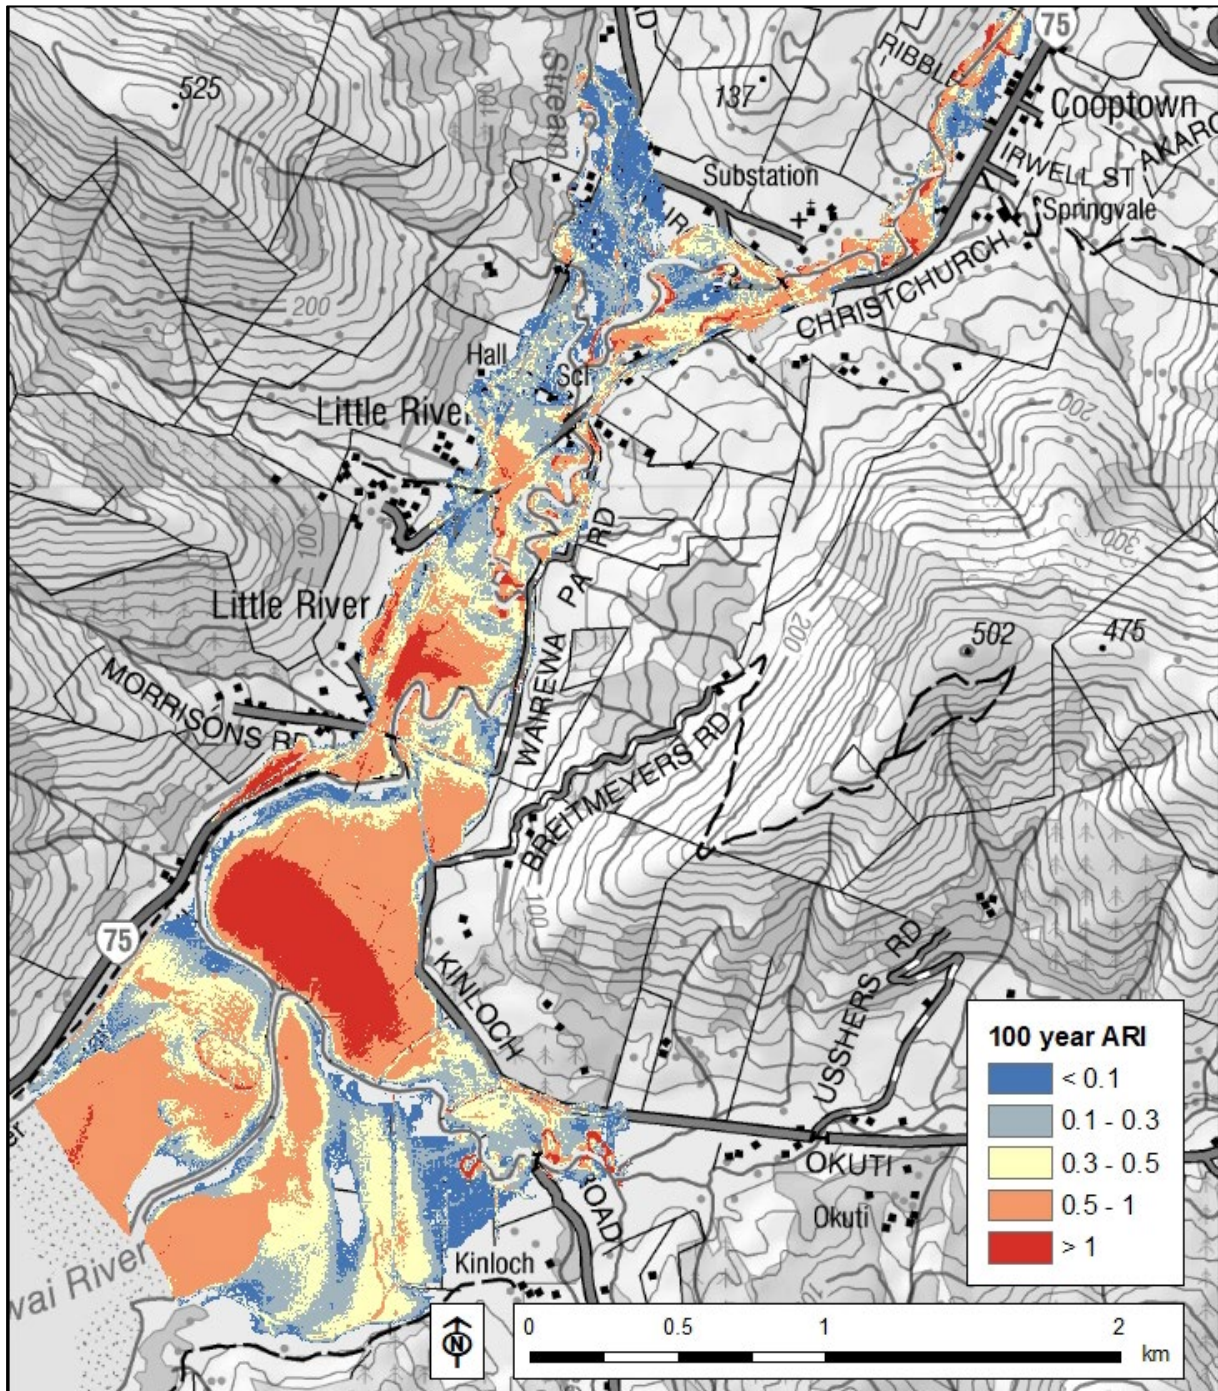 75
RIBBLE
525
100
Stream
137
Cooptown
IRWELL ST
AKARO
Substation
Springvale
CHRISTCHURCH
200
Hall
Scl
200
Little River
100
PA RD
300
Little River
200
502
475
MORRISONS RD
WAIREWA
BREITMEYERS RD
100
75
KINLOCH
USSHERS RD
100 year ARI
< 0.1
0.1 - 0.3
0.3 - 0.5
0.5 - 1
> 1
OKUTI
Okuti
ROAD
wai River
Kinloch
N
0 0.5 1 2
km